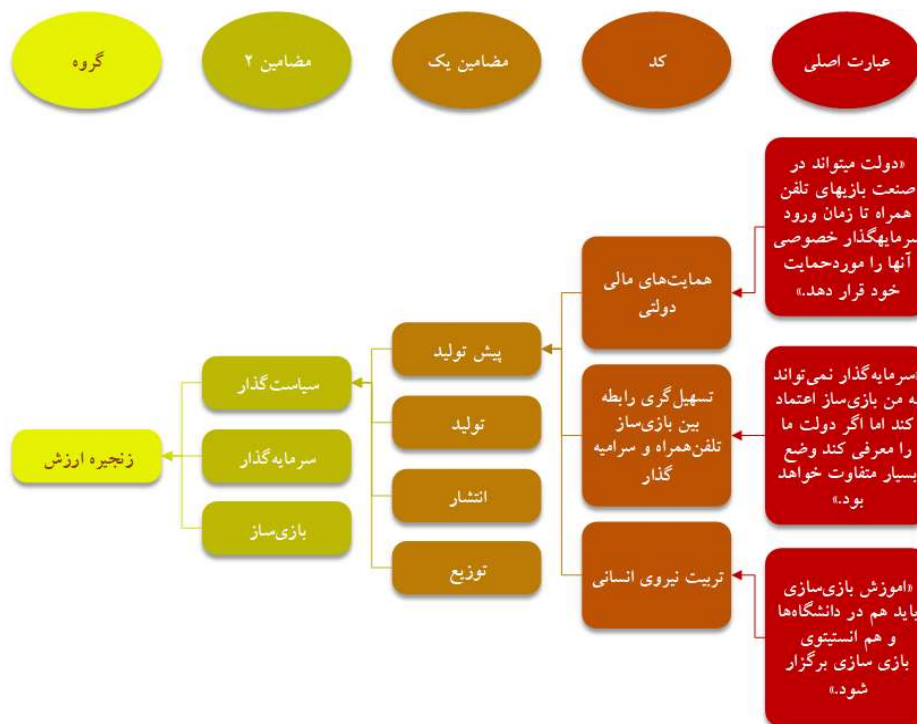 عبارت اصلی
کد
مضامین یک
مضامین ۲
گروه
«دولت میتواند در
صنعت بازیهای تلفن
همراه تا زمان ورود
سرمایهگذار خصوصی
آنها را موردحمایت
خود قرار دهد.»
«سرمایه‌گذار نمی‌تواند
به من بازی‌ساز اعتماد
کند اما اگر دولت ما
را معرفی کند وضع
بسیار متفاوت خواهد
بود.»
«اموزش بازی‌سازی
باید هم در دانشگاه‌ها
و هم انستیتوی
بازی سازی برگزار
شود.»
همایت‌های مالی
دولتی
تسهیل‌گری رابطه
بین بازی‌ساز
تلفن‌همراه و سرامیه
گذار
تربیت نیروی انسانی
پیش تولید
تولید
انتشار
توزیع
سیاست‌گذار
سرمایه‌گذار
بازی‌ساز
زنجیره ارزش